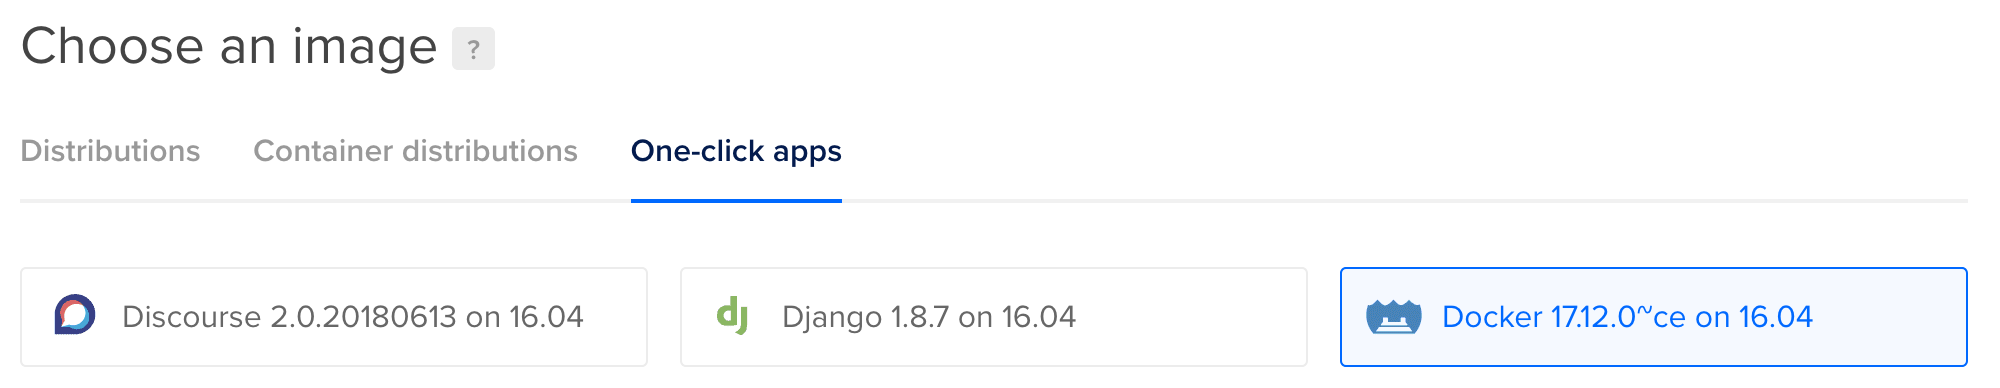 Choose an image ?
Distributions Container distributions One-click apps
Discourse 2.0.20180613 on 16.04 Django 1.8.7 on 16.04 Docker 17.12.0~ce on 16.04